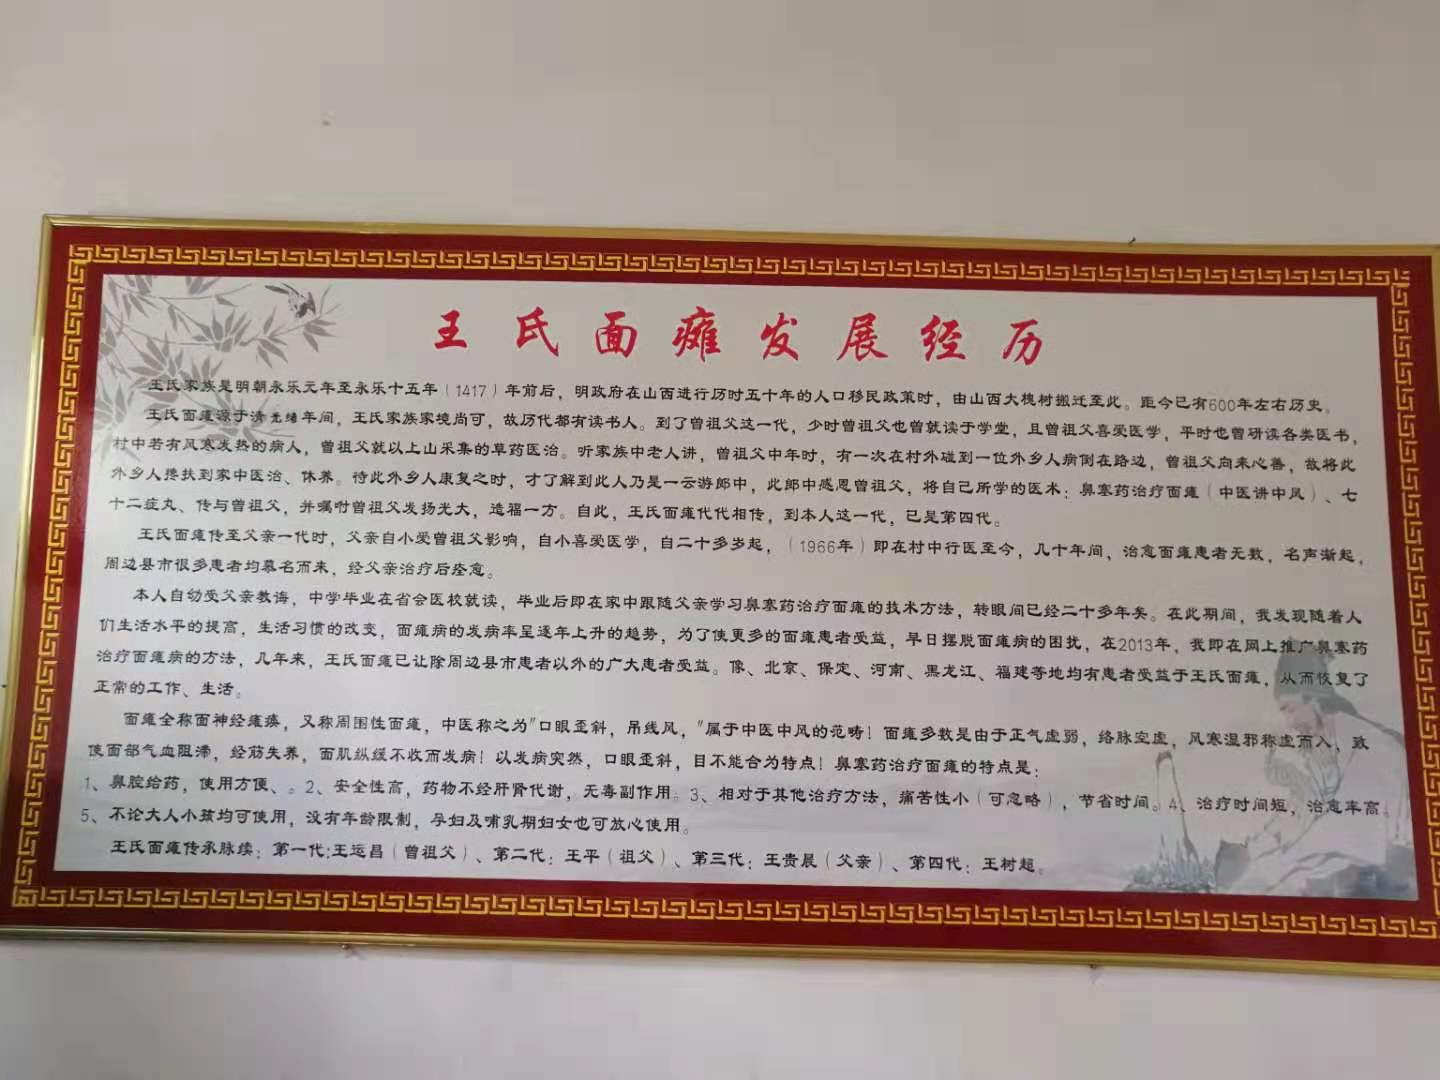 王氏面瘫发展经历
王氏家族是明朝永乐元年至永乐十五年（1417）年前后，明政府在山西进行历时五十年的人口移民政策时，由山西大槐树搬迁至此。距今已有600年左右历史。
王氏面瘫源于清光绪年间，王氏家族家境尚可，故历代都有读书人。到了曾祖父这一代，少时曾祖父也曾就读于学堂，且曾祖父喜爱医学，平时也曾研读各类医书，
村中若有风寒发热的病人，曾祖父就以上山采集的草药医治。听家族中老人讲，曾祖父中年时，有一次在村外碰到一位外乡人病倒在路边，曾祖父向来心善，故将此
外乡人搀扶到家中医治、休养。待此外乡人康复之时，才了解到此人乃是一云游郎中，此郎中感恩曾祖父，将自己所学的医术：鼻塞药治疗面瘫（中医讲中风）、七
十二症丸、传与曾祖父，并嘱咐曾祖父发扬光大，造福一方。自此，王氏面瘫代代相传，到本人这一代，已是第四代。
王氏面瘫传至父亲一代时，父亲自小受曾祖父影响，自小喜爱医学，自二十多岁起，（1966年）即在村中行医至今，几十年间，治愈面瘫患者无数，名声渐起，
周边县市很多患者均慕名而来，经父亲治疗后痊愈。
本人自幼受父亲教诲，中学毕业在省会医校就读，毕业后即在家中跟随父亲学习鼻塞药治疗面瘫的技术方法，转眼间已经二十多年矣。在此期间，我发现随着人
们生活水平的提高，生活习惯的改变，面瘫病的发病率呈逐年上升的趋势，为了使更多的面瘫患者受益，早日摆脱面瘫病的困扰，在2013年，我即在网上推广鼻塞药
治疗面瘫病的方法，几年来，王氏面瘫已让除周边县市患者以外的广大患者受益。像、北京、保定、河南、黑龙江、福建等地均有患者受益于王氏面瘫，从而恢复了
正常的工作、生活。
面瘫全称面神经瘫痪，又称周围性面瘫，中医称之为"口眼歪斜，吊线风，"属于中医中风的范畴！面瘫多数是由于正气虚弱，络脉空虚，风寒湿邪称虚而入，致
使面部气血阻滞，经筋失养，面肌纵缓不收而发病！以发病突然，口眼歪斜，目不能合为特点！鼻塞药治疗面瘫的特点是：
1、鼻腔给药，使用方便、。2、安全性高，药物不经肝肾代谢，无毒副作用。3、相对于其他治疗方法，痛苦性小（可忽略），节省时间。4、治疗时间短，治愈率高。
5、不论大人小孩均可使用，没有年龄限制，孕妇及哺乳期妇女也可放心使用。
王氏面瘫传承脉续：第一代:王运昌（曾祖父）、第二代：王平（祖父）、第三代：王贵晨（父亲）、第四代：王树超。